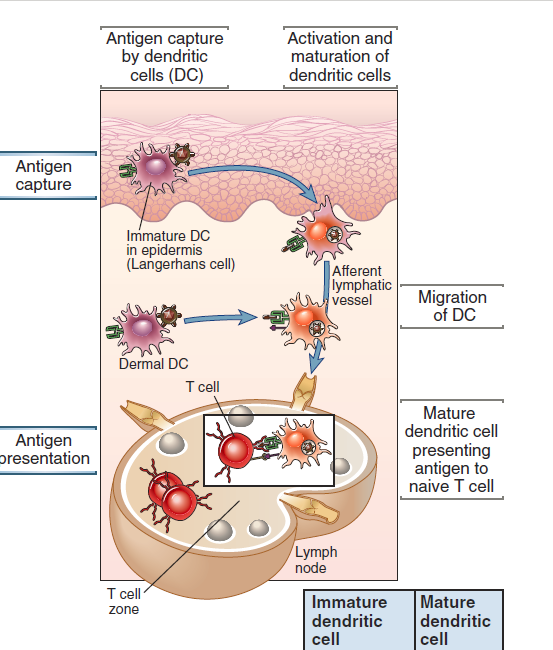 Antigen capture
by dendritic
cells (DC)
Activation and
maturation of
dendritic cells
Antigen
capture
Immature DC
in epidermis
(Langerhans cell)
Afferent
lymphatic
vessel
Migration
of DC
Dermal DC
T cell
Mature
dendritic cell
presenting
antigen to
naive T cell
Antigen
presentation
Lymph
node
T cell
zone
Immature
dendritic
cell
Mature
dendritic
cell